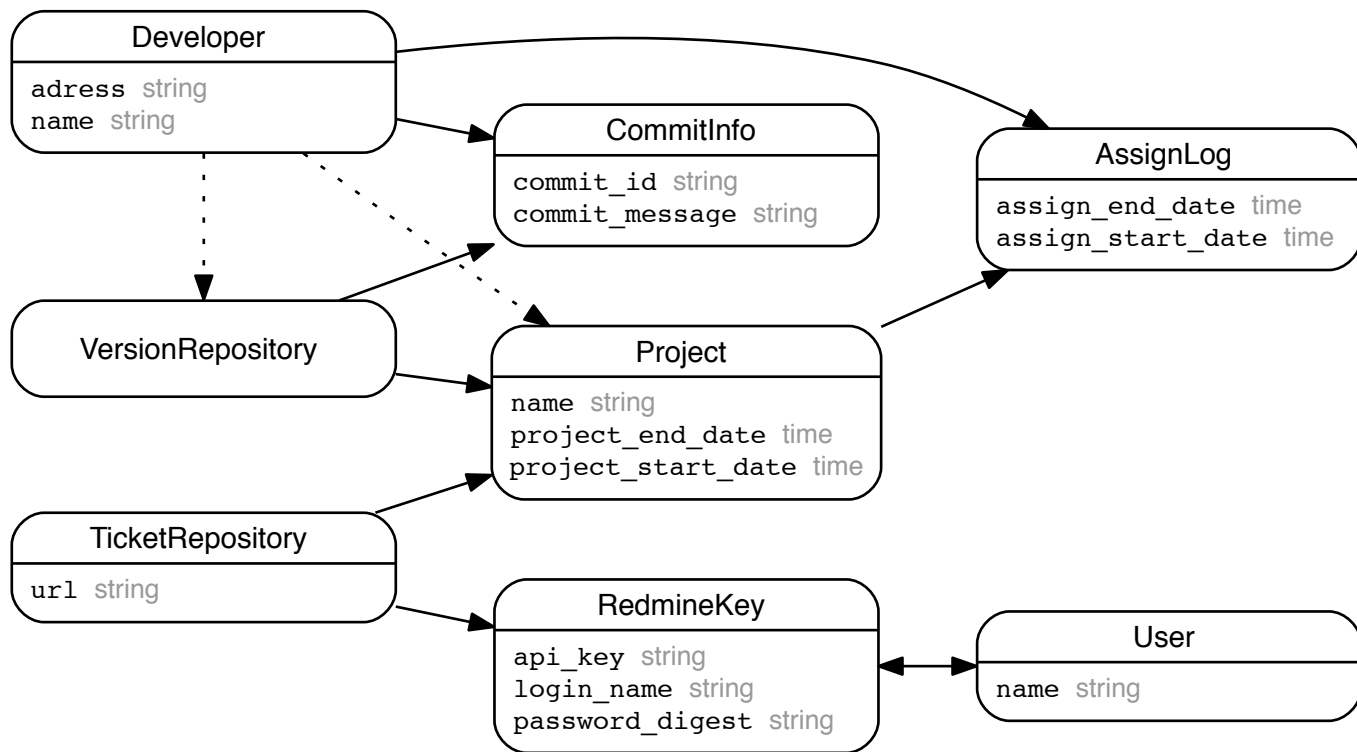 Developer
adress string
name string
CommitInfo
commit_id string
commit_message string
AssignLog
assign_end_date time
assign_start_date time
VersionRepository
Project
name string
project_end_date time
project_start_date time
TicketRepository
url string
RedmineKey
api_key string
login_name string
password_digest string
User
name string